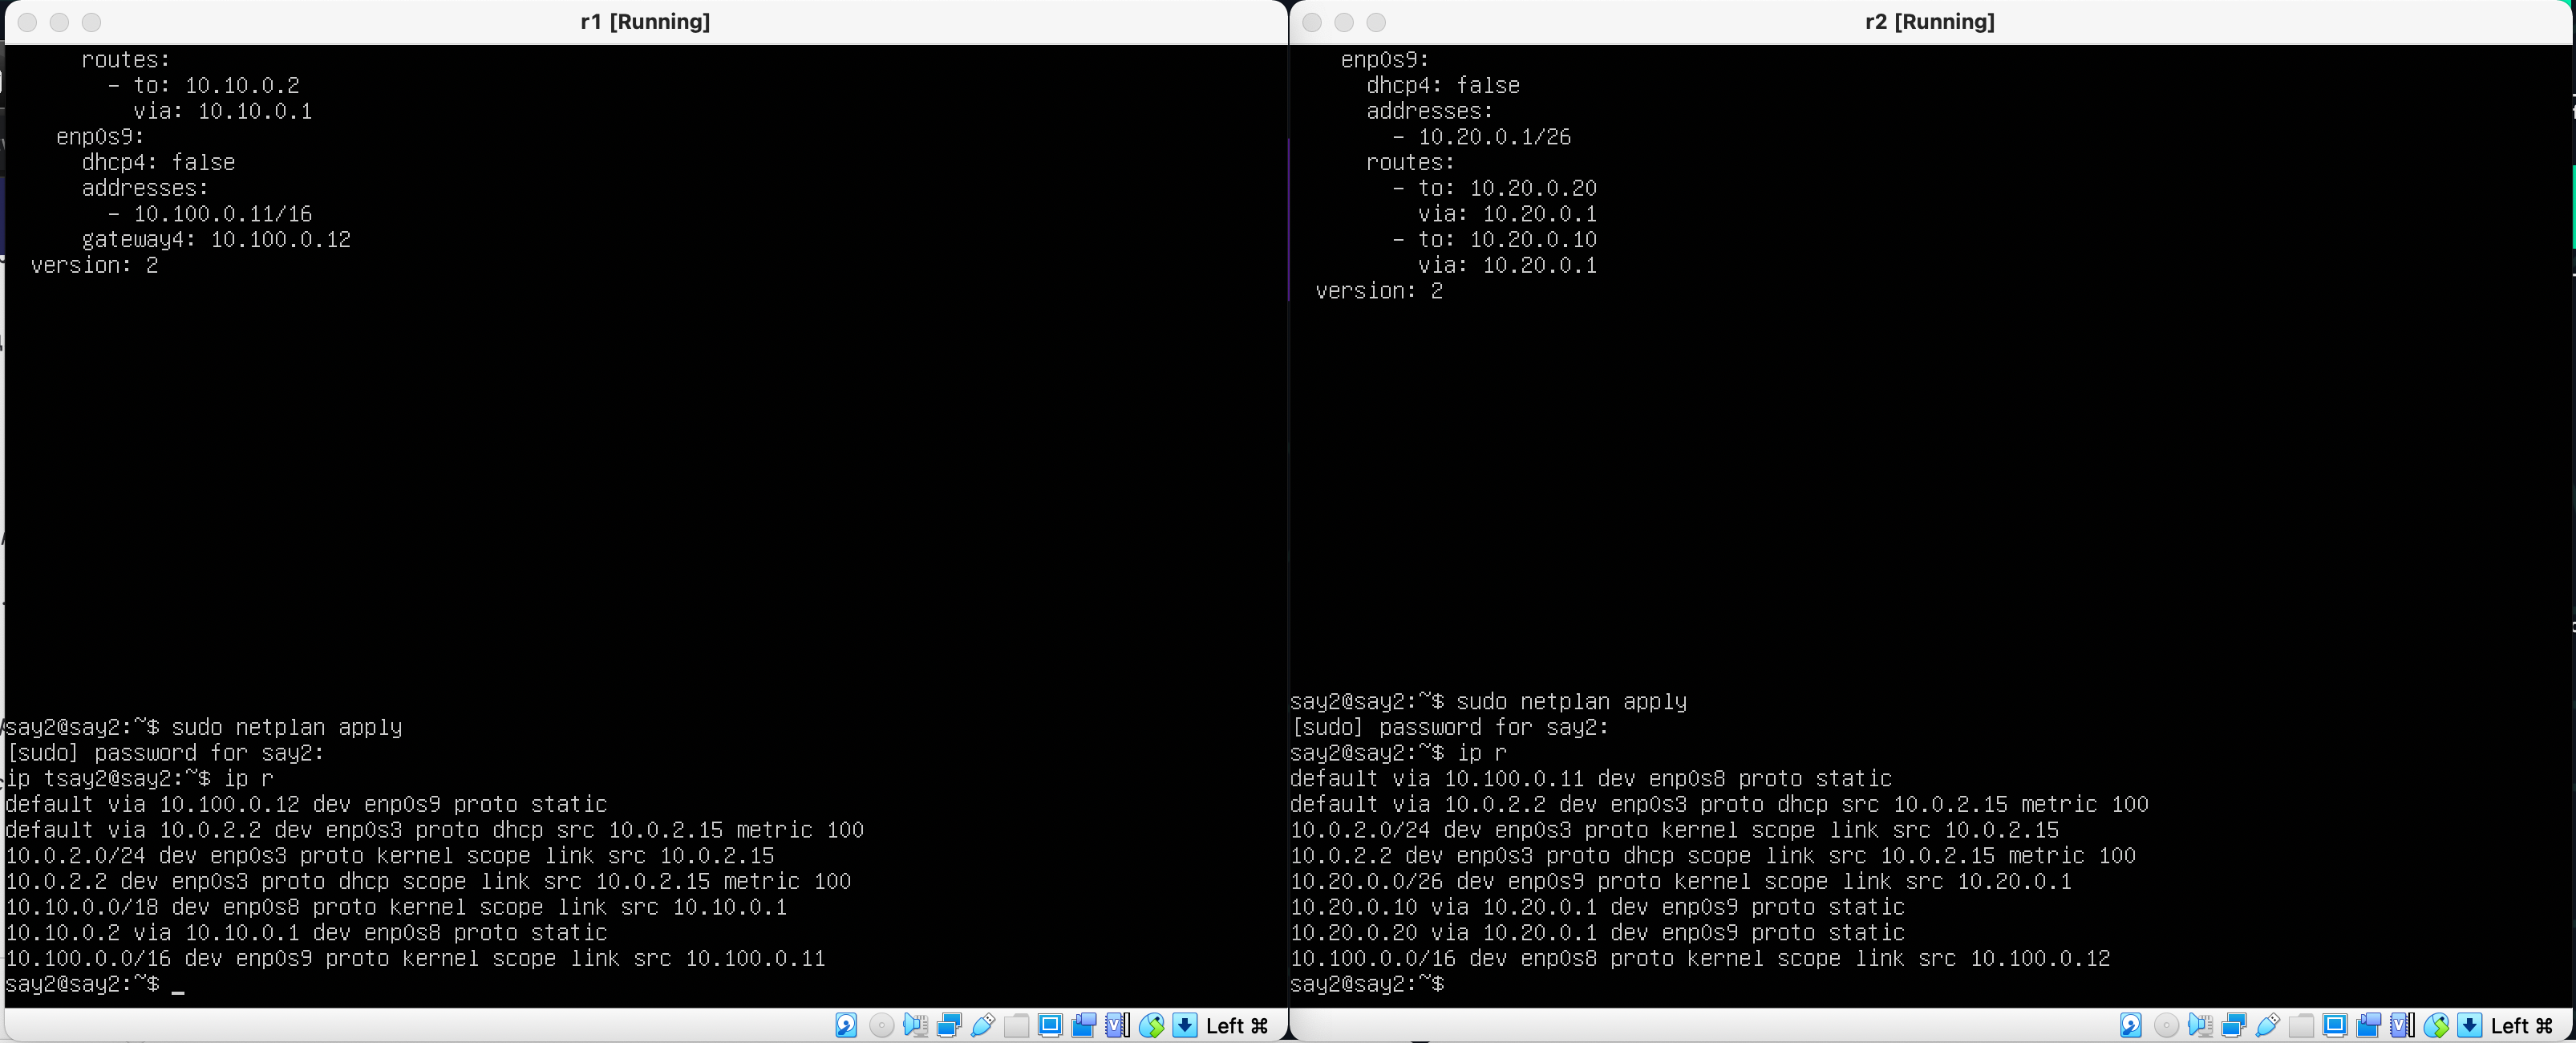 r1 [Running]
routes:
- to: 10.10.0.2
via: 10.10.0.1
enp0s9:
dhcp4: false
addresses:
- 10.100.0.11/16
gateway4: 10.100.0.12
version: 2
say2@say2:~$ sudo netplan apply
[sudo] password for say2:
ip tsay2@say2:~$ ip r
default via 10.100.0.12 dev enp0s9 proto static
default via 10.0.2.2 dev enp0s3 proto dhcp src 10.0.2.15 metric 100
10.0.2.0/24 dev enp0s3 proto kernel scope link src 10.0.2.15
10.0.2.2 dev enp0s3 proto dhcp scope link src 10.0.2.15 metric 100
10.10.0.0/18 dev enp0s8 proto kernel scope link src 10.10.0.1
10.10.0.2 via 10.10.0.1 dev enp0s8 proto static
10.100.0.0/16 dev enp0s9 proto kernel scope link src 10.100.0.11
say2@say2:~$ _
Left ⌘
r2 [Running]
enp0s9:
dhcp4: false
addresses:
- 10.20.0.1/26
routes:
- to: 10.20.0.20
via: 10.20.0.1
- to: 10.20.0.10
via: 10.20.0.1
version: 2
say2@say2:~$ sudo netplan apply
[sudo] password for say2:
say2@say2:~$ ip r
default via 10.100.0.11 dev enp0s8 proto static
default via 10.0.2.2 dev enp0s3 proto dhcp src 10.0.2.15 metric 100
10.0.2.0/24 dev enp0s3 proto kernel scope link src 10.0.2.15
10.0.2.2 dev enp0s3 proto dhcp scope link src 10.0.2.15 metric 100
10.20.0.0/26 dev enp0s9 proto kernel scope link src 10.20.0.1
10.20.0.10 via 10.20.0.1 dev enp0s9 proto static
10.20.0.20 via 10.20.0.1 dev enp0s9 proto static
10.100.0.0/16 dev enp0s8 proto kernel scope link src 10.100.0.12
say2@say2:~$
Left ⌘